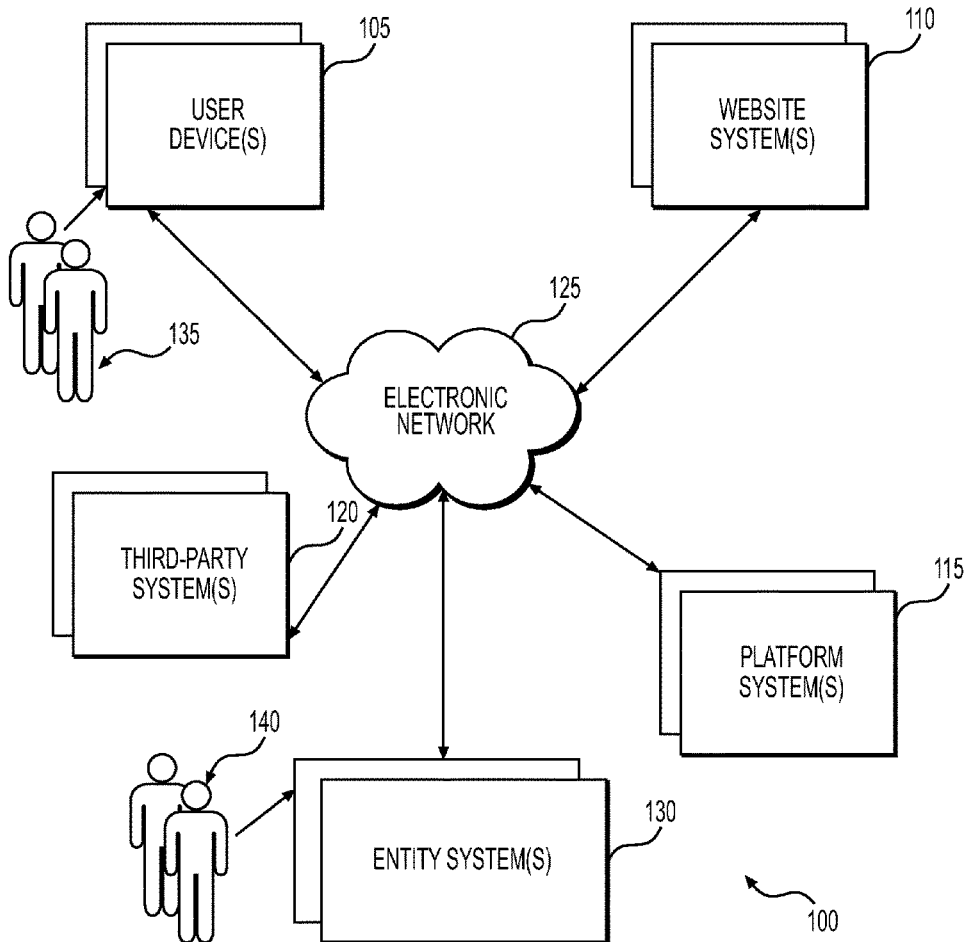 105
USER
DEVICE(S)
110
WEBSITE
SYSTEM(S)
135
125
ELECTRONIC
NETWORK
120
THIRD-PARTY
SYSTEM(S)
115
PLATFORM
SYSTEM(S)
140
130
ENTITY SYSTEM(S)
100